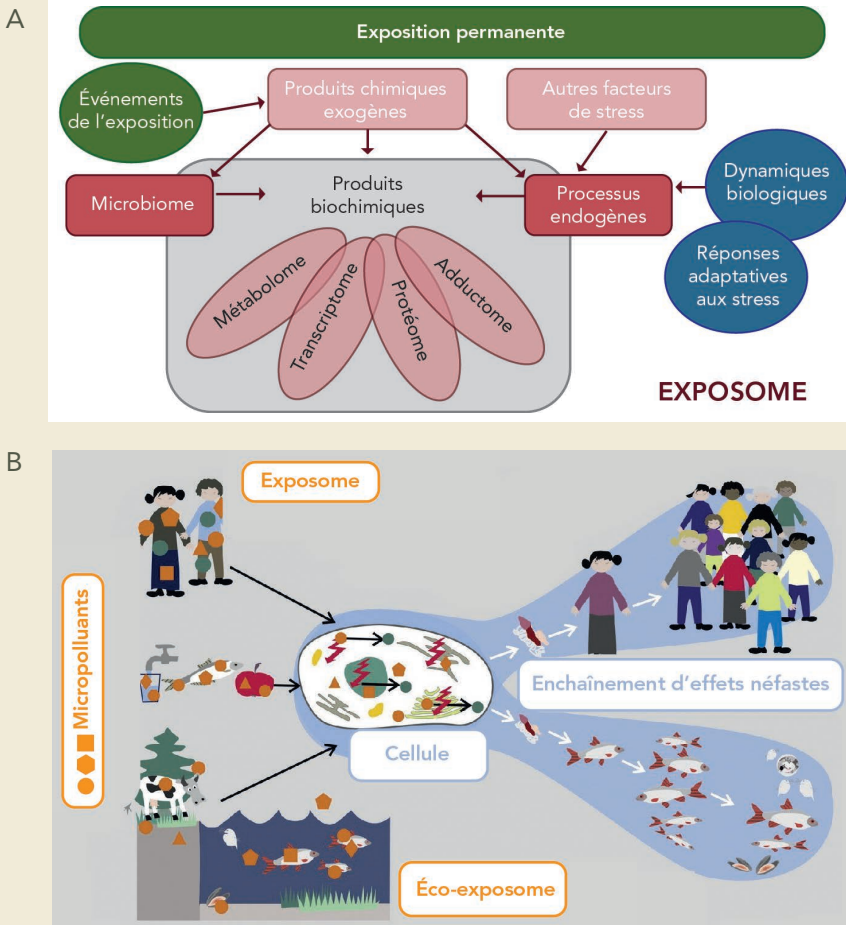 A
Exposition permanente
Événements
de l'exposition
Produits chimiques
exogènes
Autres facteurs
de stress
Microbiome
Produits
biochimiques
Processus
endogènes
Dynamiques
biologiques
Réponses
adaptatives
aux stress
Métabolome
Transcriptome
Protéome
Adductome
EXPOSOME
B
Exposome
Micropolluants
Cellule
Enchaînement d'effets néfastes
Éco-exposome